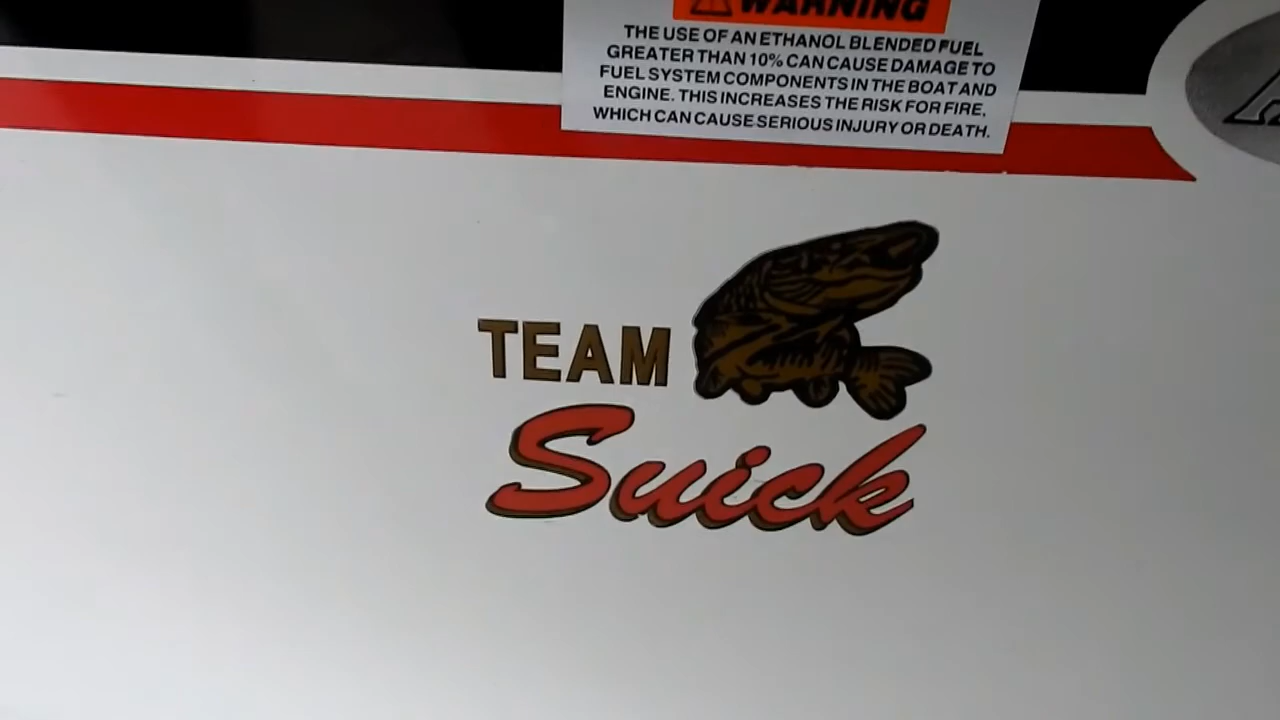 WARNING
THE USE OF AN ETHANOL BLENDED FUEL
GREATER THAN 10% CAN CAUSE DAMAGE TO
FUEL SYSTEM COMPONENTS IN THE BOAT AND
ENGINE. THIS INCREASES THE RISK FOR FIRE,
WHICH CAN CAUSE SERIOUS INJURY OR DEATH.
TEAM
Suick